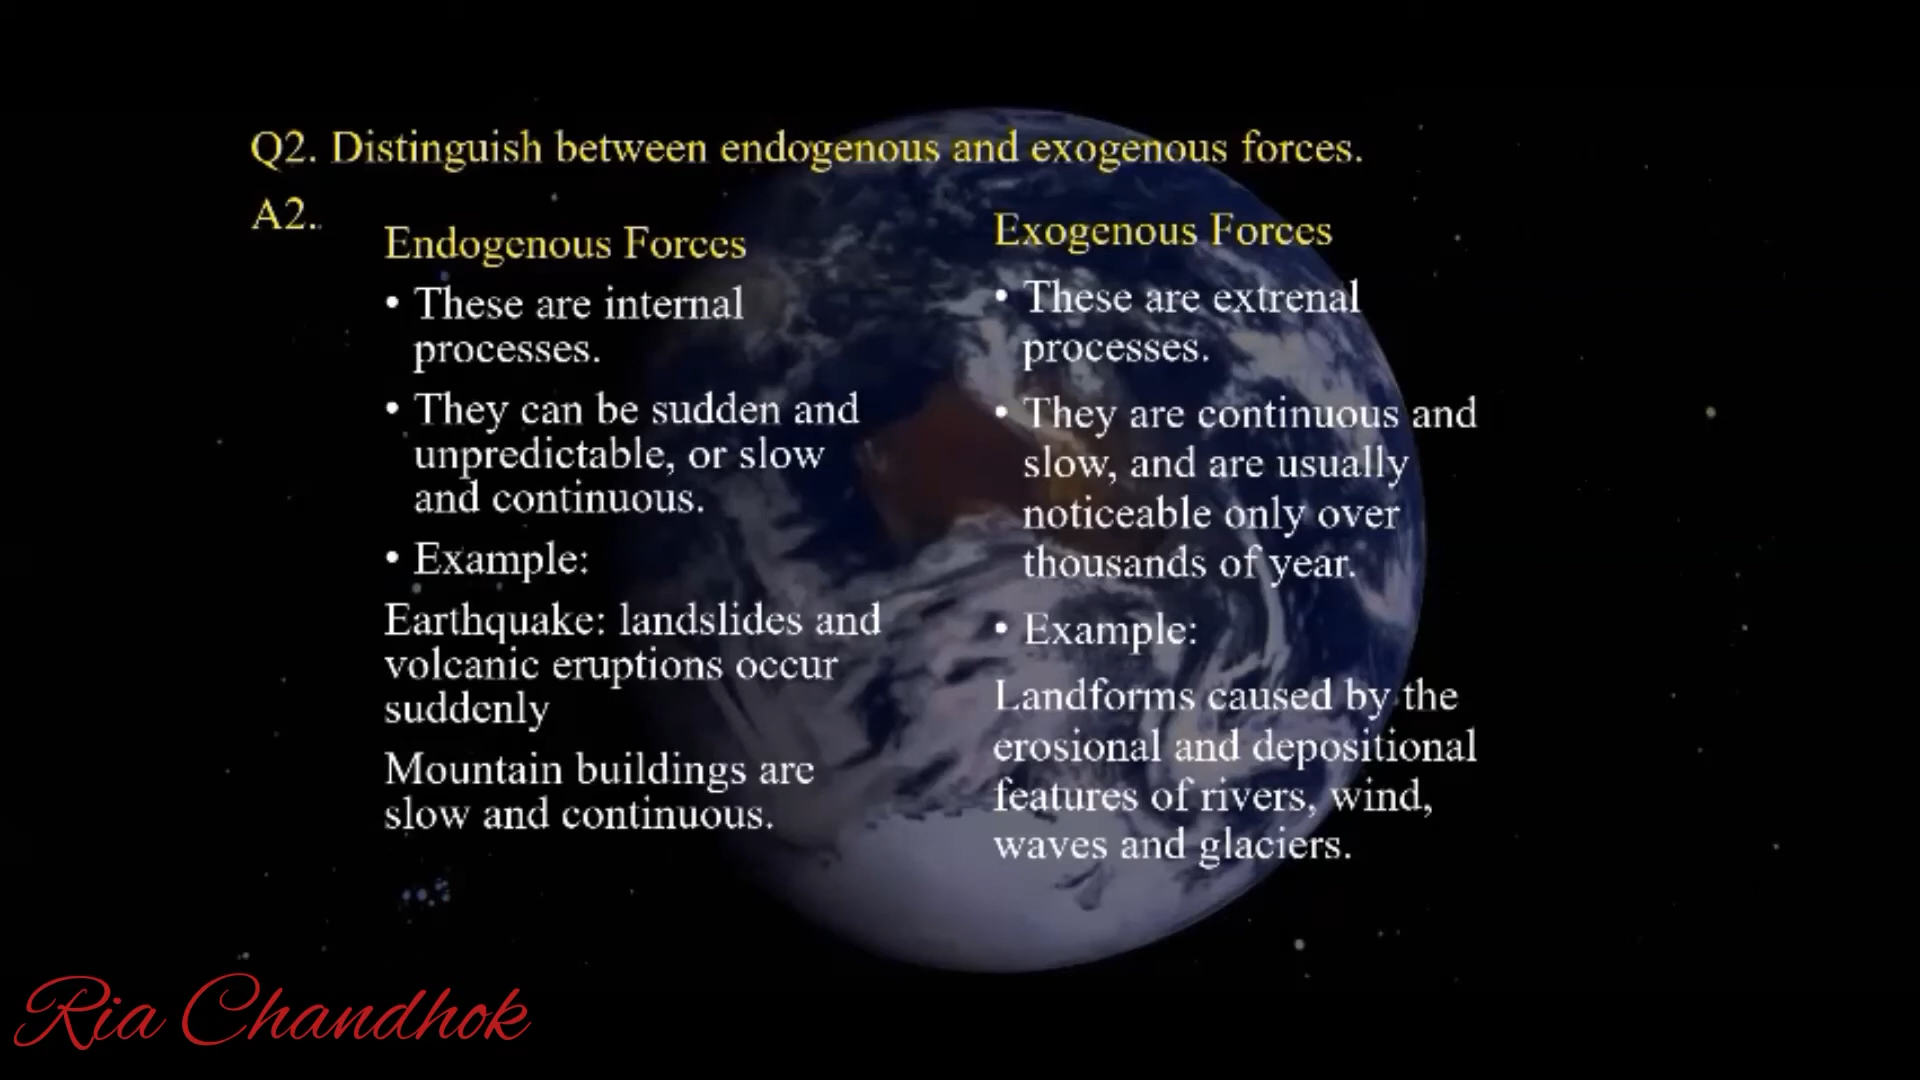 Q2. Distinguish between endogenous and exogenous forces.
A2..
Endogenous Forces
• These are internal
processes.
• They can be sudden and
unpredictable, or slow
and continuous.
• Example:
Earthquake: landslides and
volcanic eruptions occur
suddenly
Mountain buildings are
slow and continuous.
Exogenous Forces
• These are extrenal
processes.
• They are continuous and
slow, and are usually
noticeable only over
thousands of year.
• Example:
Landforms caused by the
erosional and depositional
features of rivers, wind,
waves and glaciers.
Ria Chandhok